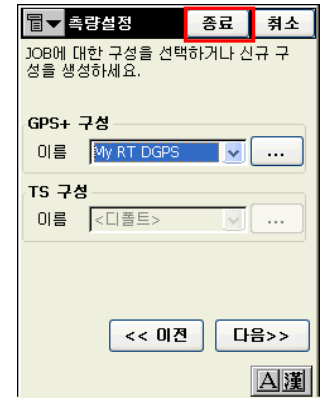 측량설정 종료 취소
JOB에 대한 구성을 선택하거나 신규 구
성을 생성하세요.
GPS+ 구성
이름 My RT DGPS ...
TS 구성
이름 <디폴트> ...
<< 이전 다음>>
A 漢